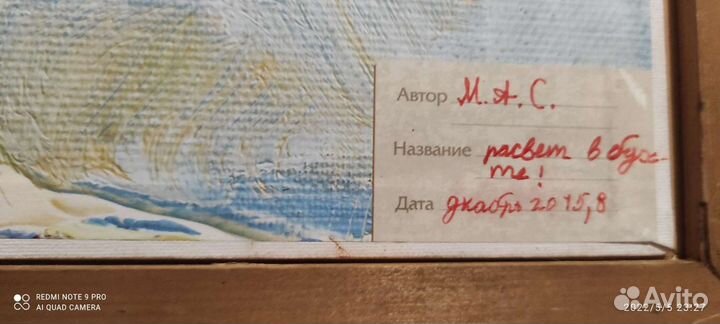 Автор М.А.С.
Название расвет в бух-
те!
Дата дкабря 2015,8
REDMI NOTE 9 PRO
AI QUAD CAMERA
Avito
2022/5/5 23:27